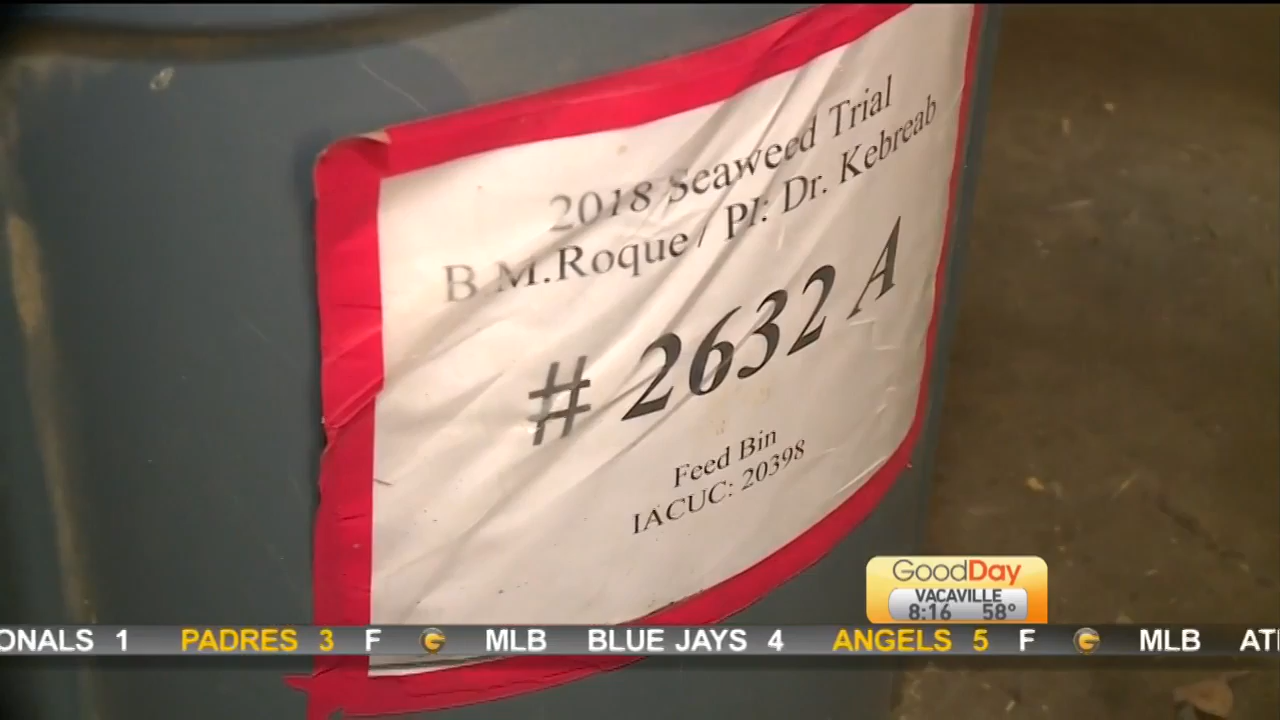 2018 Seaweed Trial
B.M.Roque / PI: Dr. Kebreab
# 2632 A
Feed Bin
IACUC: 20398
GoodDay
VACAVILLE
8:16 58°
ONALS 1 PADRES 3 F G MLB BLUE JAYS 4 ANGELS 5 F G MLB ATI